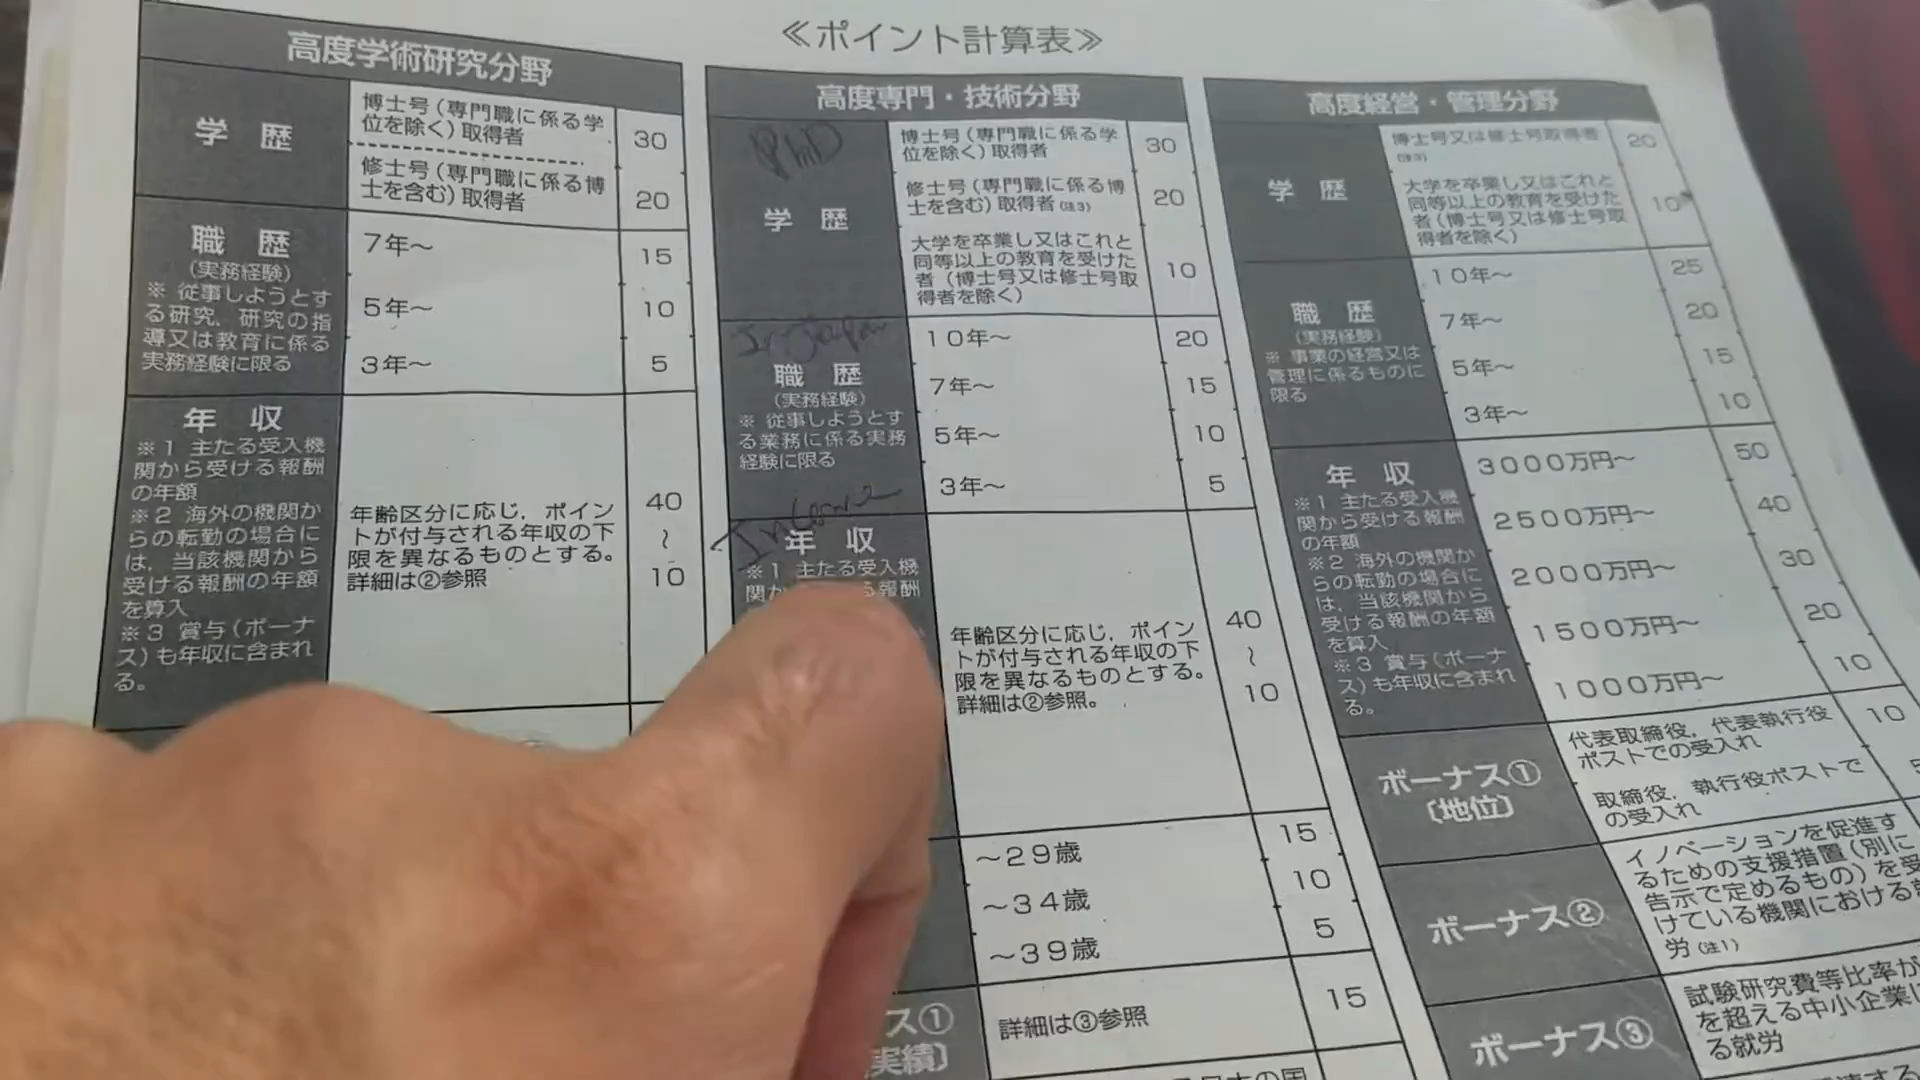 ≪ポイント計算表≫
高度学術研究分野
学 歴
博士号(専門職に係る学
位を除く)取得者
30
修士号(専門職に係る博
士を含む)取得者
20
職 歴
(実務経験)
※ 従事しようとす
る研究、研究の指
導又は教育に係る
実務経験に限る
7年～
15
5年～
10
3年～
5
年 収
※1 主たる受入機
関から受ける報酬
の年額
※2 海外の機関か
らの転勤の場合に
は,当該機関から
受ける報酬の年額
を算入
※3 賞与(ボーナ
ス)も年収に含まれ
る。
年齢区分に応じ,ポイン
トが付与される年収の下
限を異なるものとする。
詳細は②参照
40
～
10
高度専門・技術分野
PhD
学 歴
博士号(専門職に係る学
位を除く)取得者
30
修士号(専門職に係る博
士を含む)取得者(注3)
20
大学を卒業し又はこれと
同等以上の教育を受けた
者(博士号又は修士号取
得者を除く)
10
In Japan
職 歴
(実務経験)
※ 従事しようとす
る業務に係る実務
経験に限る
10年～
20
7年～
15
5年～
10
3年～
5
Income
年 収
※1 主たる受入機
関か
報酬
年齢区分に応じ,ポイン
トが付与される年収の下
限を異なるものとする。
詳細は②参照。
40
～
10
～29歳
15
～34歳
10
～39歳
5
ス①
実績〕
詳細は③参照
15
高度経営・管理分野
学 歴
博士号又は修士号取得者
(注3)
20
大学を卒業し又はこれと
同等以上の教育を受けた
者(博士号又は修士号取
得者を除く)
10
職 歴
(実務経験)
※ 事業の経営又は
管理に係るものに
限る
10年～
25
7年～
20
5年～
15
3年～
10
年 収
※1 主たる受入機
関から受ける報酬
の年額
※2 海外の機関か
らの転勤の場合に
は,当該機関から
受ける報酬の年額
を算入
※3 賞与(ボーナ
ス)も年収に含まれ
る。
3000万円～
50
2500万円～
40
2000万円～
30
1500万円～
20
1000万円～
10
ボーナス①
〔地位〕
代表取締役,代表執行役
ポストでの受入れ
10
取締役,執行役ポストで
の受入れ
5
ボーナス②
イノベーションを促進す
るための支援措置(別に
告示で定めるもの)を受
けている機関における就
労(注1)
ボーナス③
試験研究費等比率が
を超える中小企業に
る就労